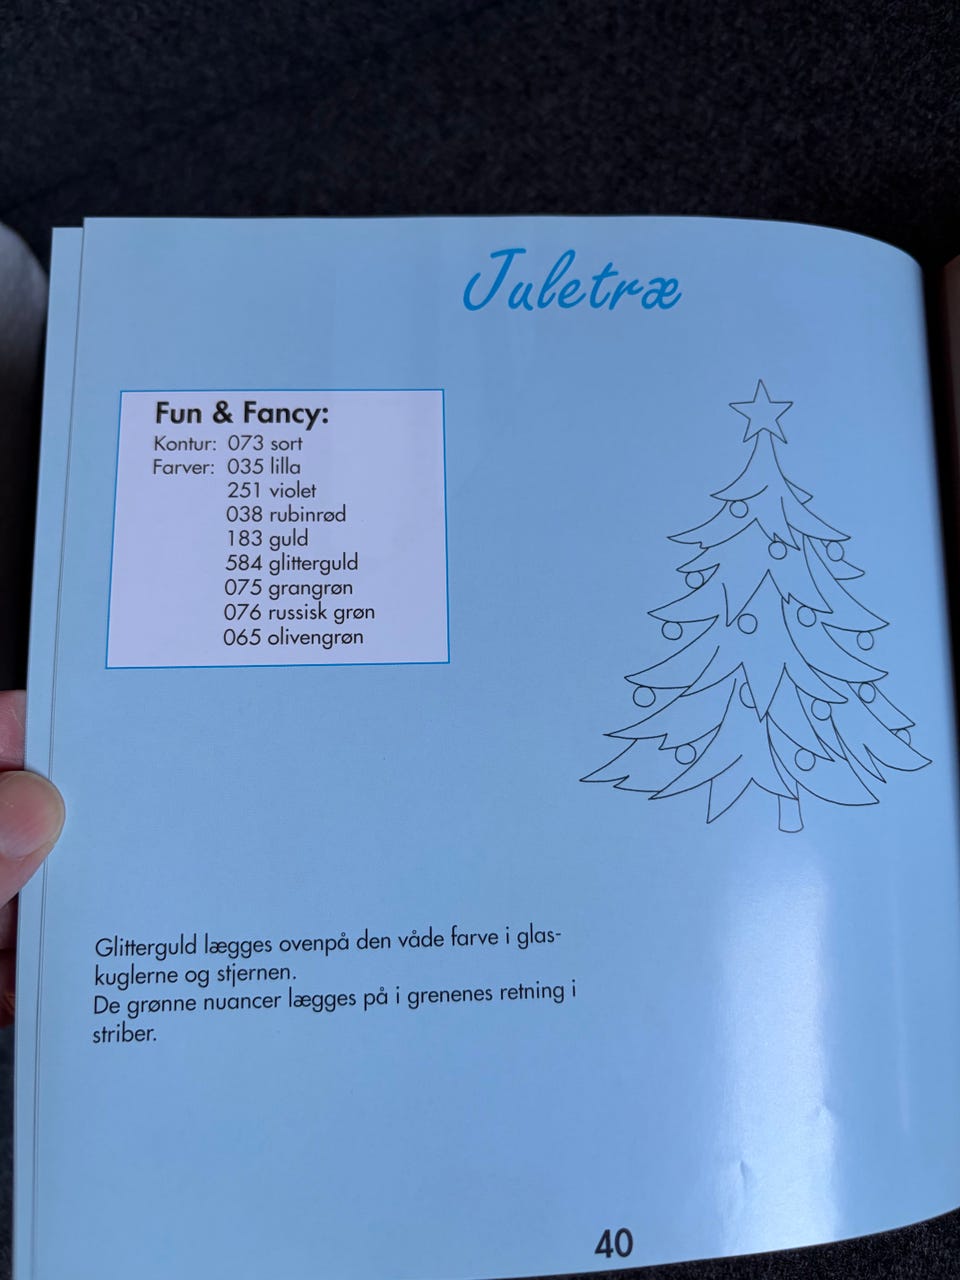 Juletræ
Fun & Fancy:
Kontur: 073 sort
Farver: 035 lilla
251 violet
038 rubinrød
183 guld
584 glitterguld
075 grangrøn
076 russisk grøn
065 olivengrøn
Glitterguld lægges ovenpå den våde farve i glas-
kuglerne og stjernen.
De grønne nuancer lægges på i grenenes retning i
striber.
40